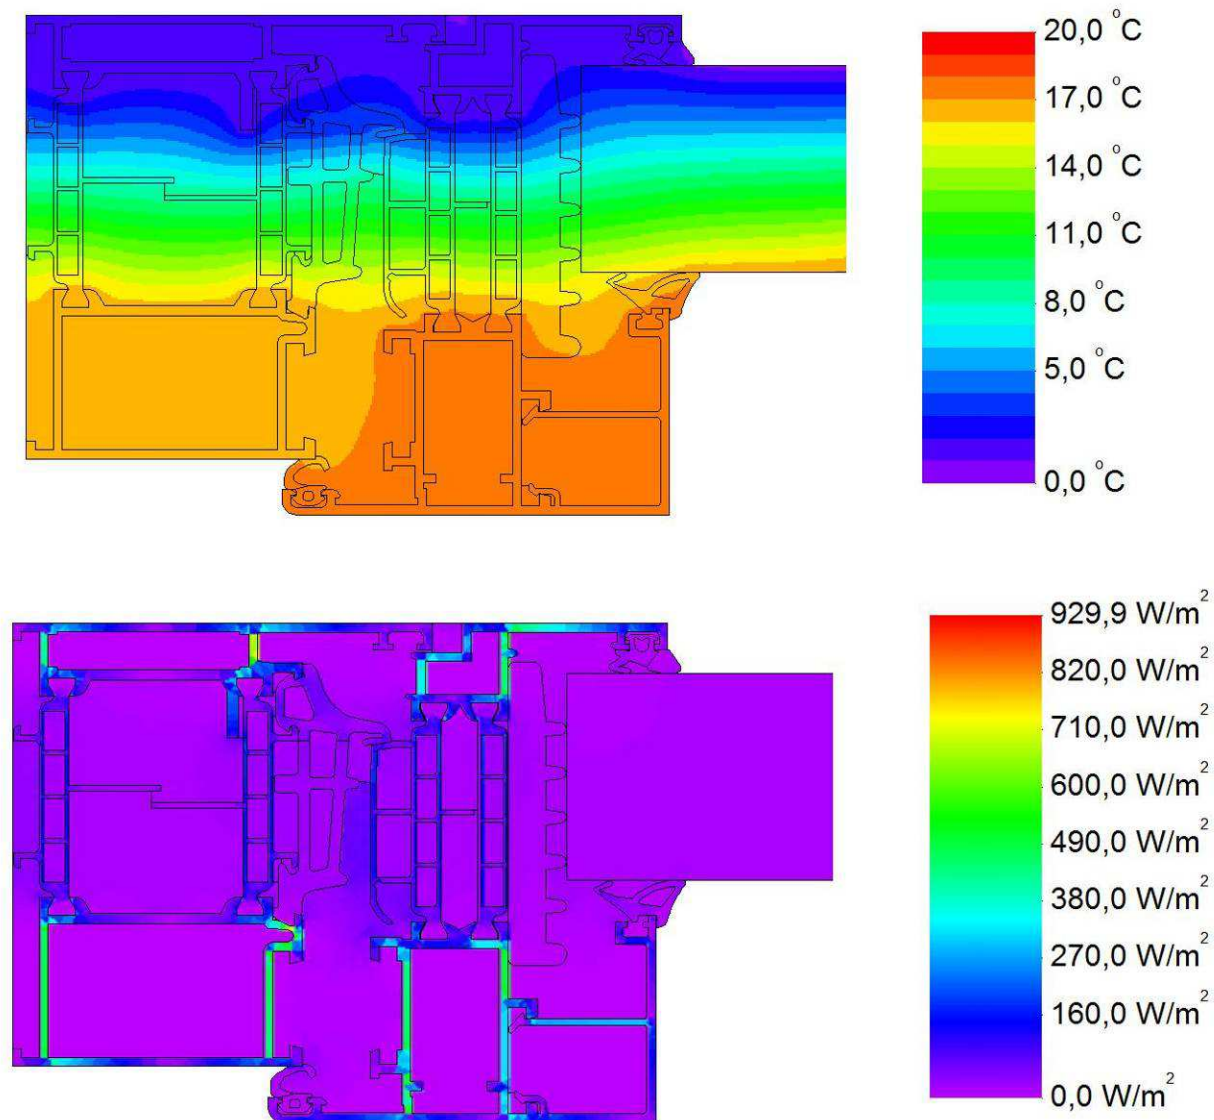 20,0 °C
17,0 °C
14,0 °C
11,0 °C
8,0 °C
5,0 °C
0,0 °C
929,9 W/m²
820,0 W/m²
710,0 W/m²
600,0 W/m²
490,0 W/m²
380,0 W/m²
270,0 W/m²
160,0 W/m²
0,0 W/m²